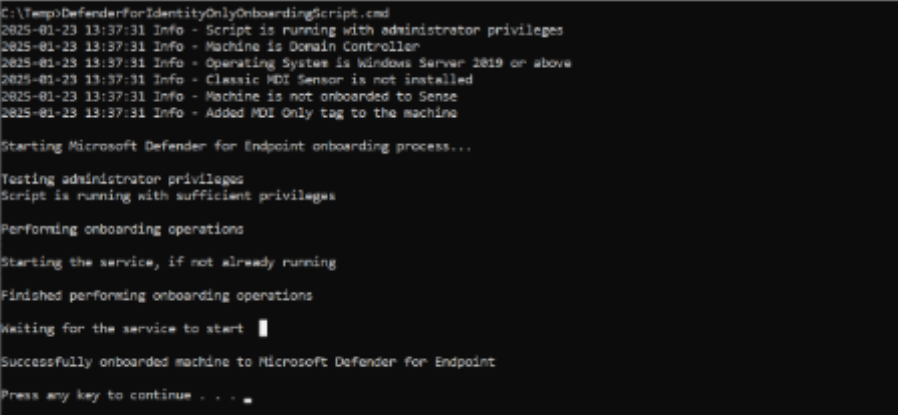 C:\Temp>DefenderForIdentityOnlyOnboardingScript.cmd
2025-01-23 13:37:31 Info - Script is running with administrator privileges
2025-01-23 13:37:31 Info - Machine is Domain Controller
2025-01-23 13:37:31 Info - Operating System is Windows Server 2019 or above
2025-01-23 13:37:31 Info - Classic MDI Sensor is not installed
2025-01-23 13:37:31 Info - Machine is not onboarded to Sense
2025-01-23 13:37:31 Info - Added MDI Only tag to the machine
Starting Microsoft Defender for Endpoint onboarding process...
Testing administrator privileges
Script is running with sufficient privileges
Performing onboarding operations
Starting the service, if not already running
Finished performing onboarding operations
Waiting for the service to start
Successfully onboarded machine to Microsoft Defender for Endpoint
Press any key to continue . . .